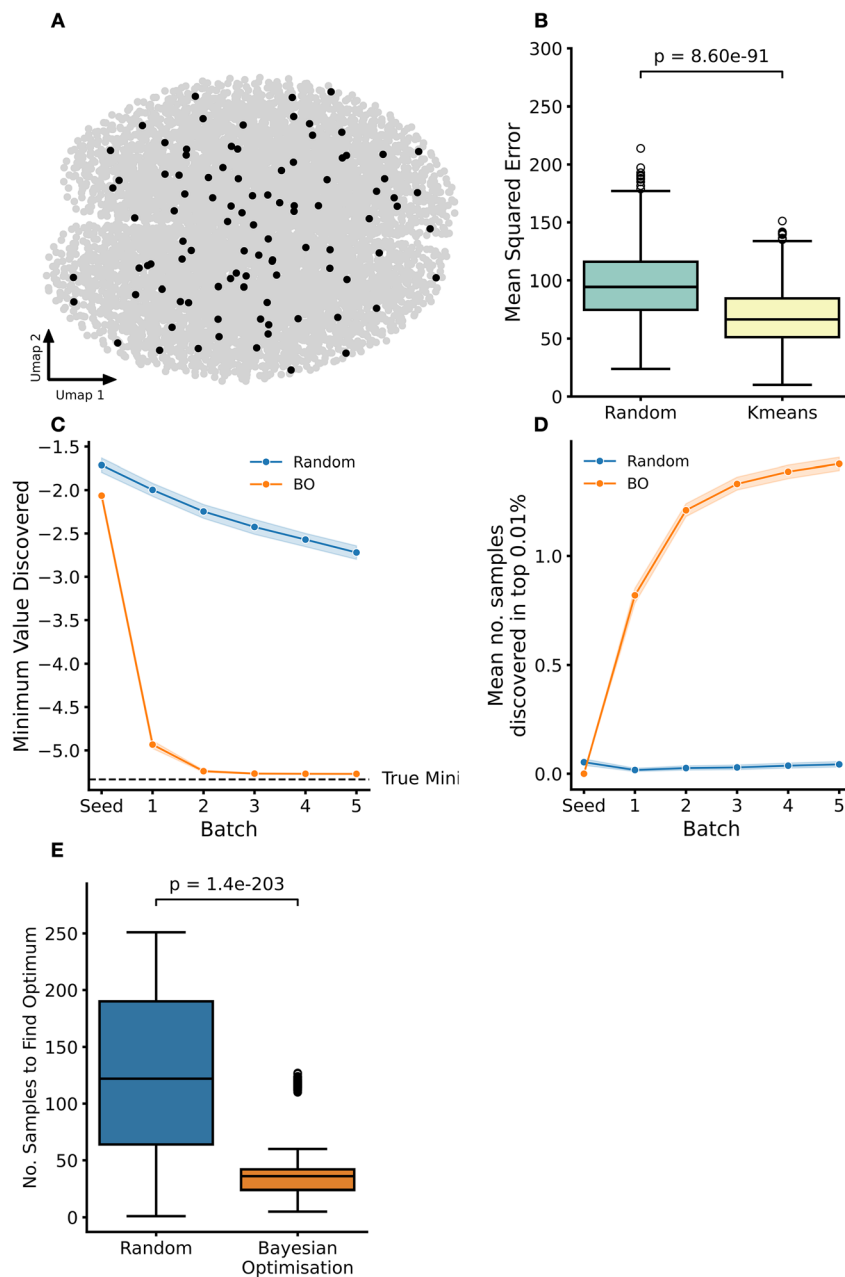 A
Umap 2
Umap 1
B
p = 8.60e-91
Mean Squared Error
300
250
200
150
100
50
0
Random
Kmeans
C
Minimum Value Discovered
−1.5
−2.0
−2.5
−3.0
−3.5
−4.0
−4.5
−5.0
Random
BO
True Mini
Seed 1 2 3 4 5
Batch
D
Mean no. samples
discovered in top 0.01%
1.0
0.5
0.0
Random
BO
Seed 1 2 3 4 5
Batch
E
p = 1.4e-203
No. Samples to Find Optimum
250
200
150
100
50
0
Random
Bayesian
Optimisation